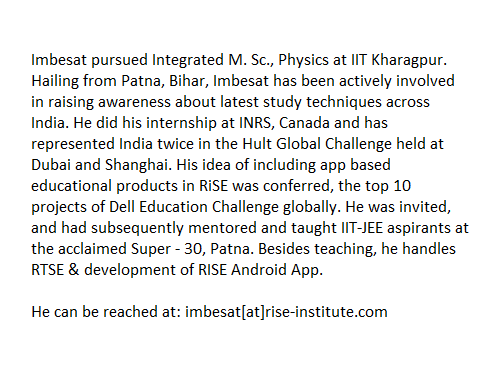 Imbesat pursued Integrated M. Sc., Physics at IIT Kharagpur.
Hailing from Patna, Bihar, Imbesat has been actively involved
in raising awareness about latest study techniques across
India. He did his internship at INRS, Canada and has
represented India twice in the Hult Global Challenge held at
Dubai and Shanghai. His idea of including app based
educational products in RiSE was conferred, the top 10
projects of Dell Education Challenge globally. He was invited,
and had subsequently mentored and taught IIT-JEE aspirants at
the acclaimed Super - 30, Patna. Besides teaching, he handles
RTSE & development of RISE Android App.

He can be reached at: imbesat[at]rise-institute.com